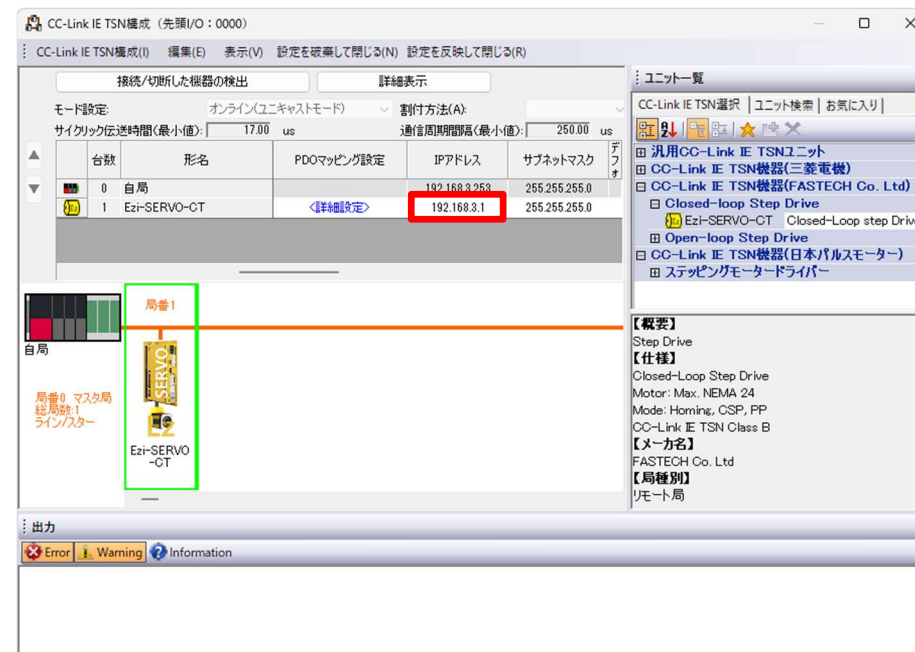 CC-Link IE TSN構成（先頭I/O：0000）
CC-Link IE TSN構成(I) 編集(E) 表示(V) 設定を破棄して閉じる(N) 設定を反映して閉じる(R)
接続/切断した機器の検出 詳細表示
モード設定: オンライン(ユニキャストモード) 割付方法(A):
サイクリック伝送時間(最小値): 17.00 us 通信周期間隔(最小値): 250.00 us
台数 形名 PDOマッピング設定 IPアドレス サブネットマスク デフォ
0 自局 192.168.3.253 255.255.255.0
1 Ezi-SERVO-CT <詳細設定> 192.168.3.1 255.255.255.0
局番1
自局
SERVO
局番0 マスタ局
総局数:1
ライン/スター
Ezi-SERVO
-CT
ユニット一覧
CC-Link IE TSN選択 ユニット検索 お気に入り
汎用CC-Link IE TSNユニット
CC-Link IE TSN機器(三菱電機)
CC-Link IE TSN機器(FASTECH Co. Ltd)
Closed-loop Step Drive
Ezi-SERVO-CT Closed-Loop step Driv
Open-loop Step Drive
CC-Link IE TSN機器(日本パルスモーター)
ステッピングモータードライバー
【概要】
Step Drive
【仕様】
Closed-Loop Step Drive
Motor: Max. NEMA 24
Mode: Homing, CSP, PP
CC-Link IE TSN Class B
【メーカ名】
FASTECH Co. Ltd
【局種別】
リモート局
出力
Error Warning Information